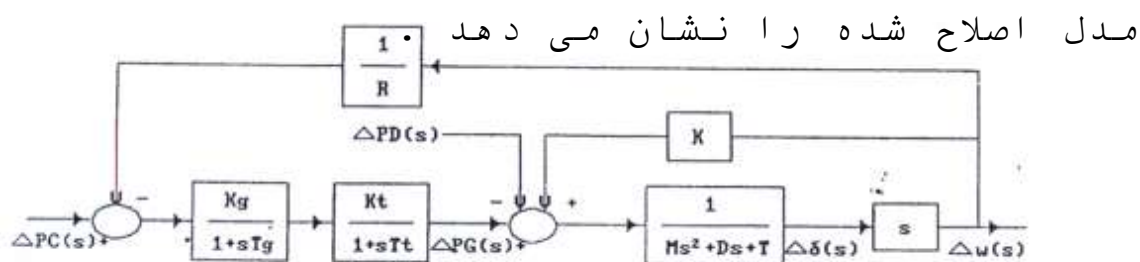 مدل اصلاح شده را نشان می دهد .
1
R
△PD(s)
K
Kg
1+sTg
Kt
1+sTt
1
Ms²+Ds+T
s
△PC(s)+
−
△PG(s)+
−
+
△δ(s)
△w(s)